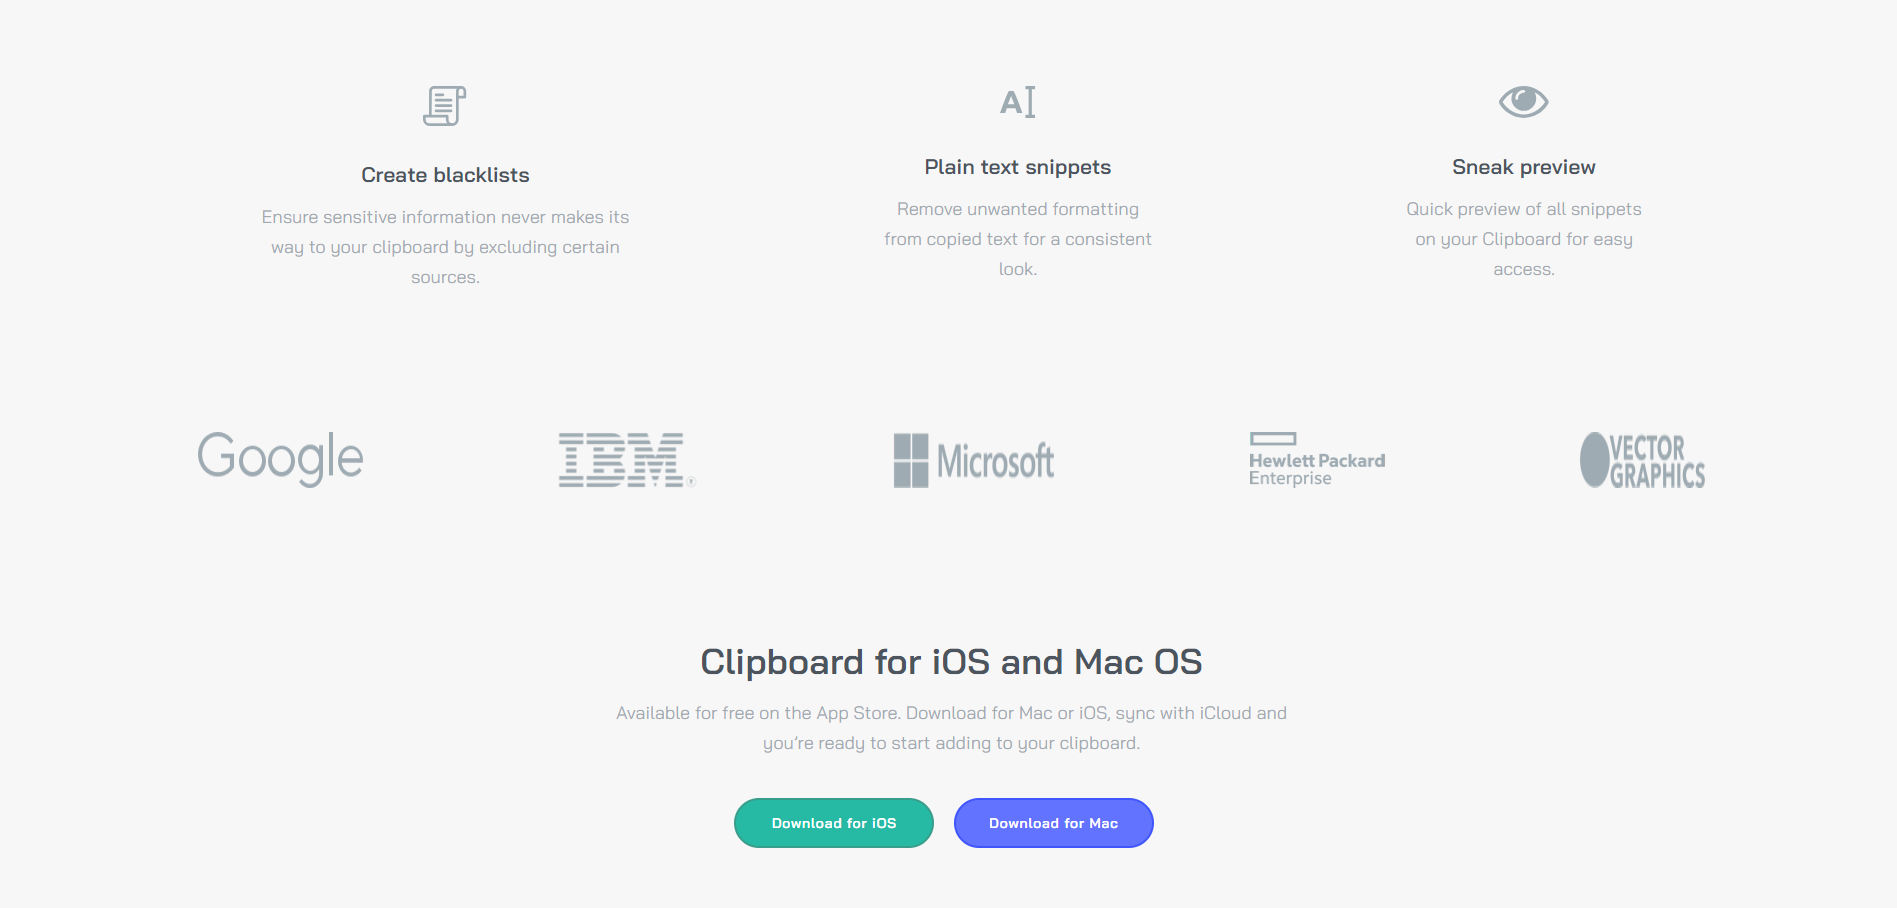 Create blacklists
Ensure sensitive information never makes its
way to your clipboard by excluding certain
sources.
AI
Plain text snippets
Remove unwanted formatting
from copied text for a consistent
look.
Sneak preview
Quick preview of all snippets
on your Clipboard for easy
access.
Google
IBM®
Microsoft
Hewlett Packard
Enterprise
VECTOR
GRAPHICS
Clipboard for iOS and Mac OS
Available for free on the App Store. Download for Mac or iOS, sync with iCloud and
you’re ready to start adding to your clipboard.
Download for iOS
Download for Mac